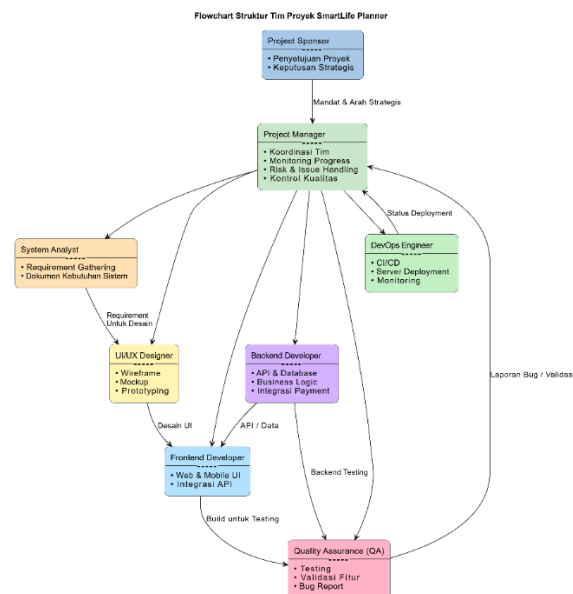 Flowchart Struktur Tim Proyek SmartLife Planner
Project Sponsor
• Penyetujuan Proyek
• Keputusan Strategis
Mandat & Arah Strategis
Project Manager
• Koordinasi Tim
• Monitoring Progress
• Risk & Issue Handling
• Kontrol Kualitas
Status Deployment
System Analyst
• Requirement Gathering
• Dokumen Kebutuhan Sistem
DevOps Engineer
• CI/CD
• Server Deployment
• Monitoring
Requirement
Untuk Desain
UI/UX Designer
• Wireframe
• Mockup
• Prototyping
Backend Developer
• API & Database
• Business Logic
• Integrasi Payment
Laporan Bug / Validas
Desain UI
API / Data
Frontend Developer
• Web & Mobile UI
• Integrasi API
Backend Testing
Build untuk Testing
Quality Assurance (QA)
• Testing
• Validasi Fitur
• Bug Report